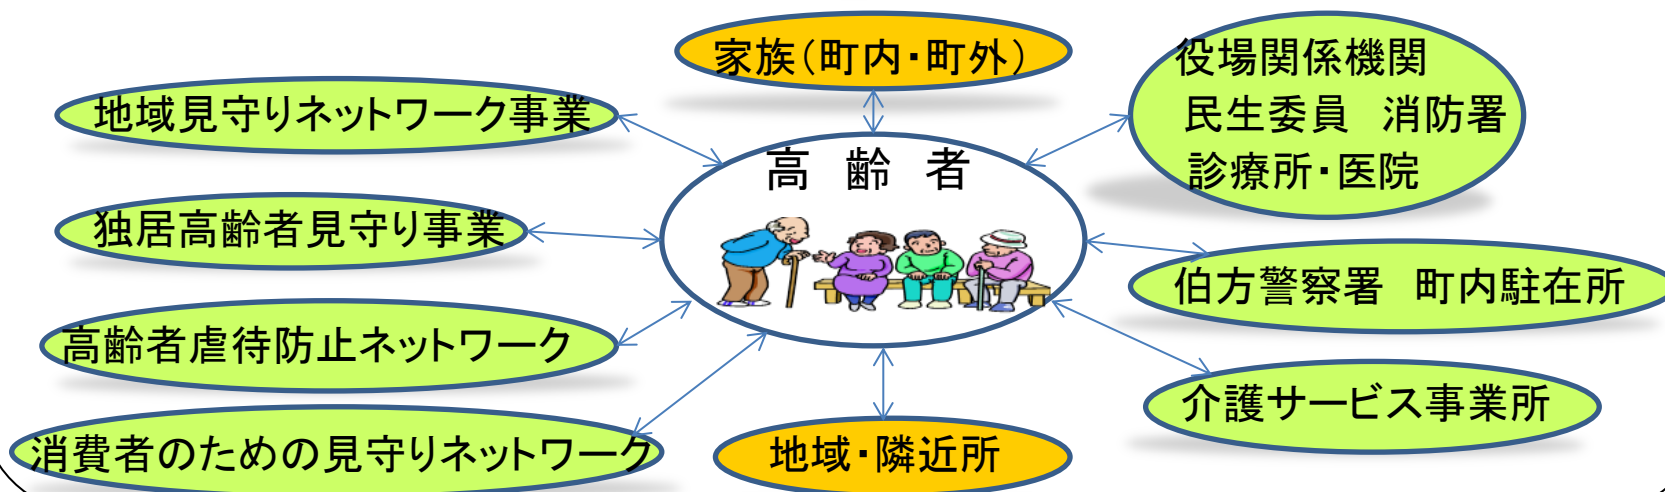 家族(町内・町外)
役場関係機関
民生委員　消防署
診療所・医院
地域見守りネットワーク事業
高　齢　者
独居高齢者見守り事業
伯方警察署　町内駐在所
高齢者虐待防止ネットワーク
介護サービス事業所
消費者のための見守りネットワーク
地域・隣近所